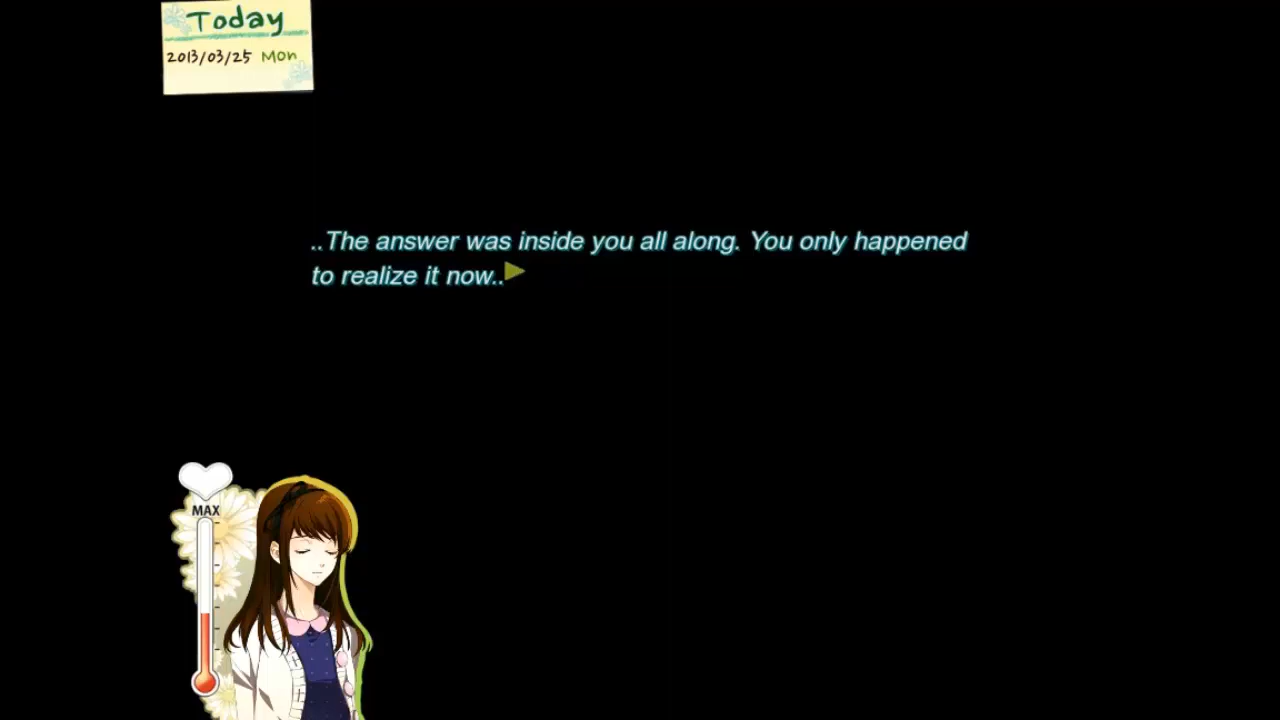 Today
2013/03/25 Mon
..The answer was inside you all along. You only happened
to realize it now..
MAX